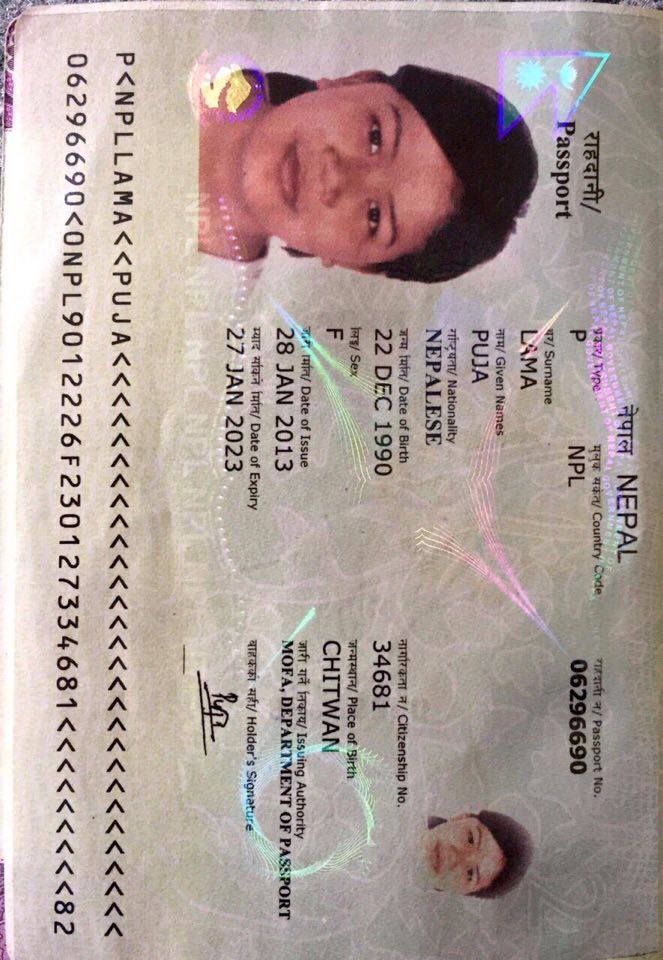 नेपाल NEPAL
राहदानी/
Passport
प्रकार/ Type
मुलुक संकेत/ Country Code
राहदानी नं/ Passport No.
P
NPL
06296690
थर/ Surname
LAMA
नाम/ Given Names
PUJA
राष्ट्रियता/ Nationality
NEPALESE
जन्म मिति/ Date of Birth
नागरिकता नं/ Citizenship No.
22 DEC 1990
34681
लिङ्ग/ Sex
जन्मस्थान/ Place of Birth
F
CHITWAN
जारी मिति/ Date of Issue
जारी गर्ने निकाय/ Issuing Authority
28 JAN 2013
MOFA, DEPARTMENT OF PASSPORT
म्याद सकिने मिति/ Date of Expiry
वाहकको सही/ Holder's Signature
27 JAN 2023
P<NPLLAMA<<PUJA<<<<<<<<<<<<<<<<<<<<<<<<<<<<<
06296690<0NPL9012226F230127334681<<<<<<<<<82